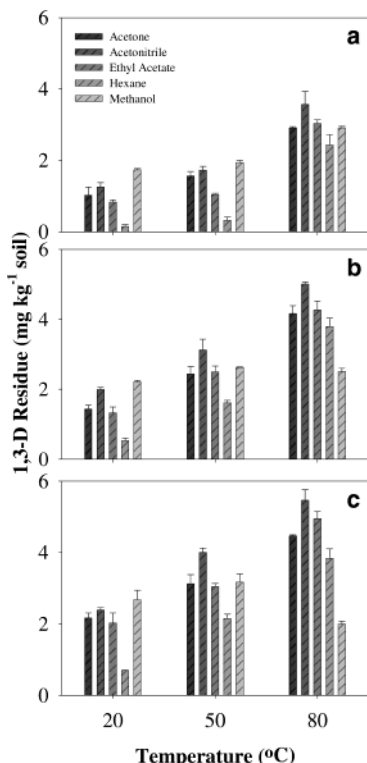 Acetone
Acetonitrile
Ethyl Acetate
Hexane
Methanol
a
6
4
2
0
b
6
4
2
0
c
6
4
2
0
1,3-D Residue (mg kg⁻¹ soil)
20 50 80
Temperature (ºC)